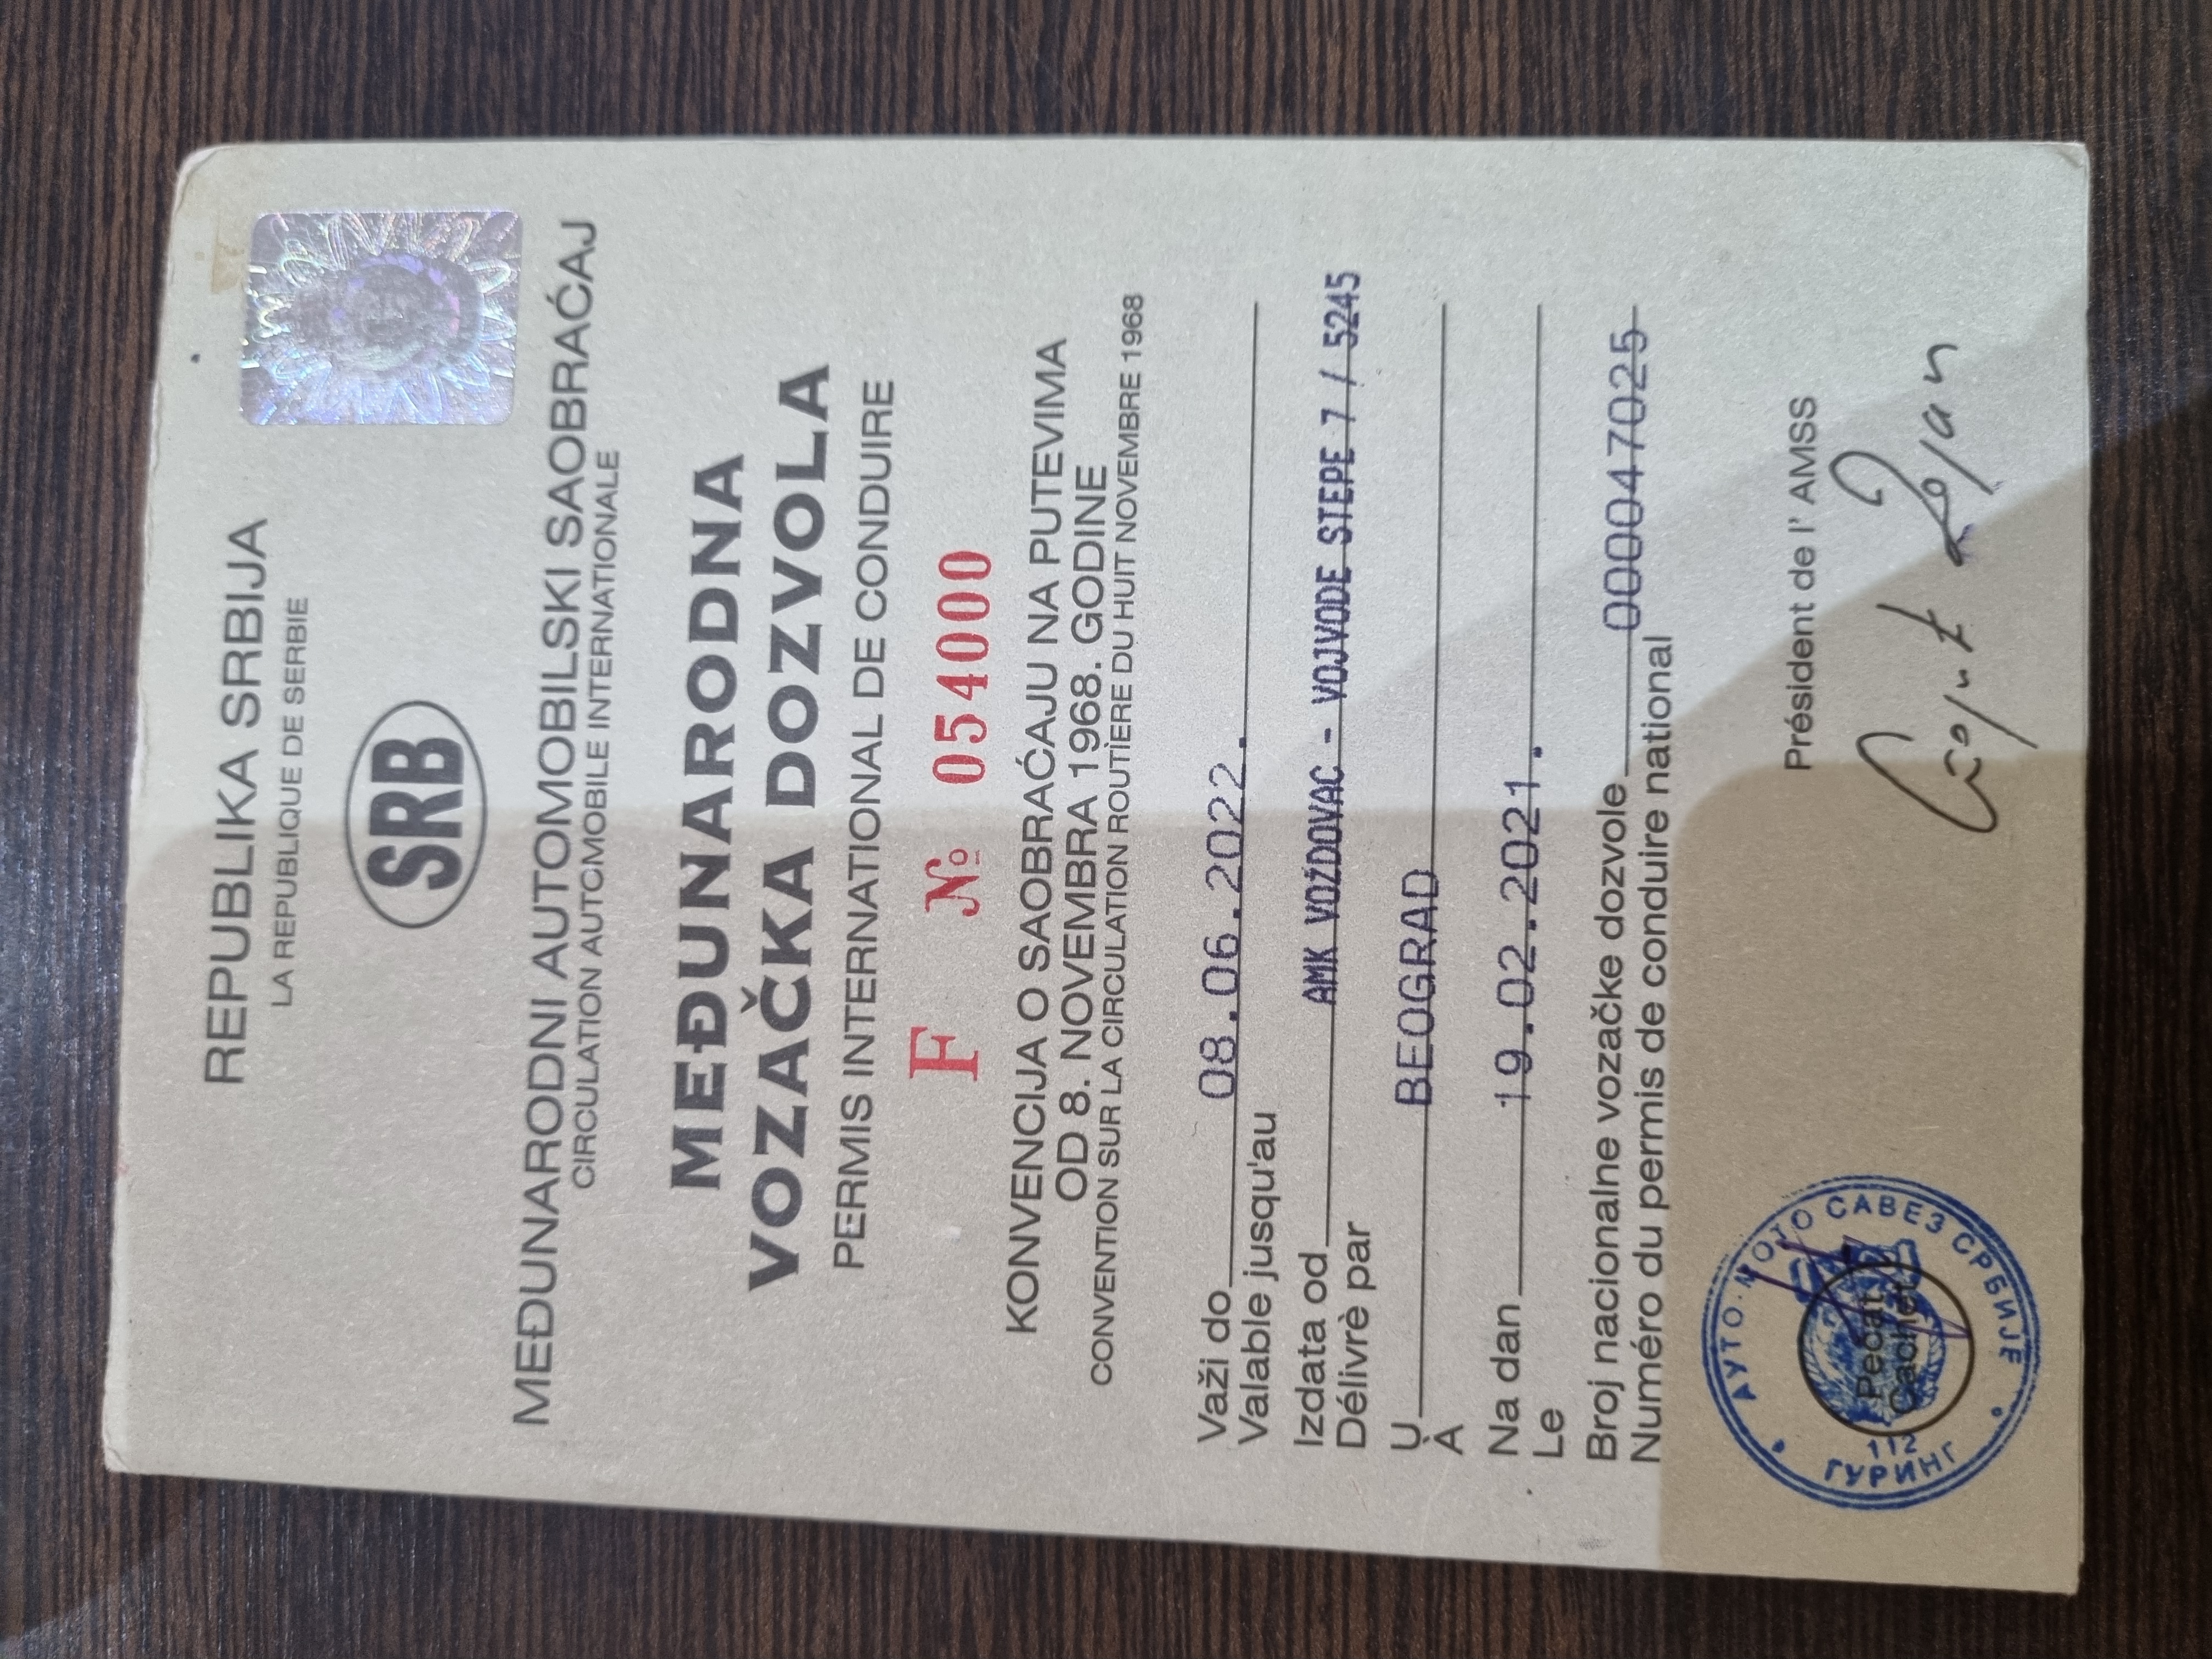 REPUBLIKA SRBIJA
LA REPUBLIQUE DE SERBIE
SRB
MEĐUNARODNI AUTOMOBILSKI SAOBRAĆAJ
CIRCULATION AUTOMOBILE INTERNATIONALE
MEĐUNARODNA
VOZAČKA DOZVOLA
PERMIS INTERNATIONAL DE CONDUIRE
F № 054000
KONVENCIJA O SAOBRAĆAJU NA PUTEVIMA
OD 8. NOVEMBRA 1968. GODINE
CONVENTION SUR LA CIRCULATION ROUTÌERE DU HUIT NOVEMBRE 1968
Važi do 08.06.2022.
Valable jusqu'au
Izdata od AMK VOŽDOVAC - VOJVODE STEPE 7 / 5245
Délivrè par
U BEOGRAD
À
Na dan 19.02.2021.
Le
Broj nacionalne vozačke dozvole 000047025
Numéro du permis de conduire national
АУТО-МОТО САВЕЗ СРБИЈЕ
112
Pečat
Cachet
Président de l' AMSS